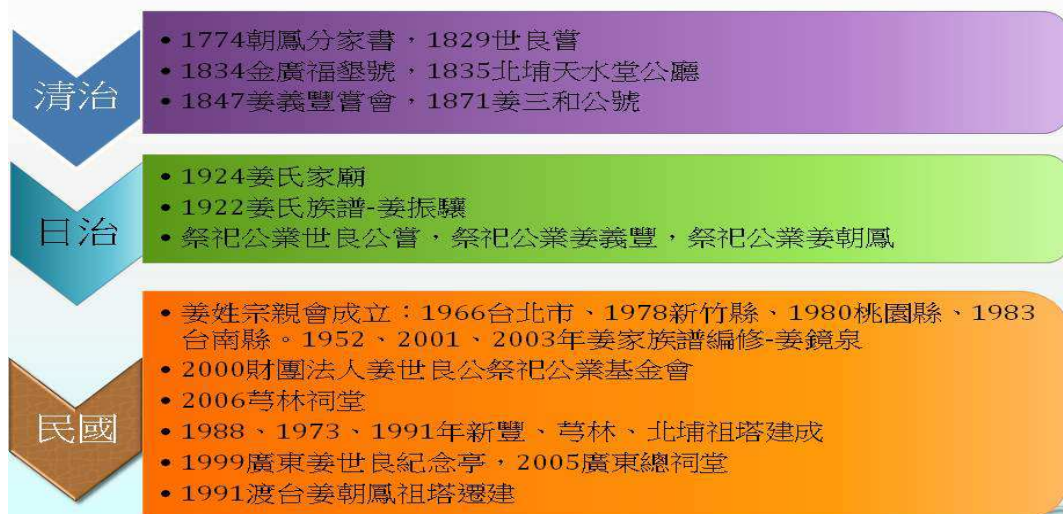 清治
• 1774朝鳳分家書，1829世良嘗
• 1834金廣福墾號，1835北埔天水堂公廳
• 1847姜義豐嘗會，1871姜三和公號
日治
• 1924姜氏家廟
• 1922姜氏族譜-姜振驤
• 祭祀公業世良公嘗，祭祀公業姜義豐，祭祀公業姜朝鳳
民國
• 姜姓宗親會成立：1966台北市、1978新竹縣、1980桃園縣、1983
台南縣。1952、2001、2003年姜家族譜編修-姜鏡泉
• 2000財團法人姜世良公祭祀公業基金會
• 2006芎林祠堂
• 1988、1973、1991年新豐、芎林、北埔祖塔建成
• 1999廣東姜世良紀念亭，2005廣東總祠堂
• 1991渡台姜朝鳳祖塔遷建